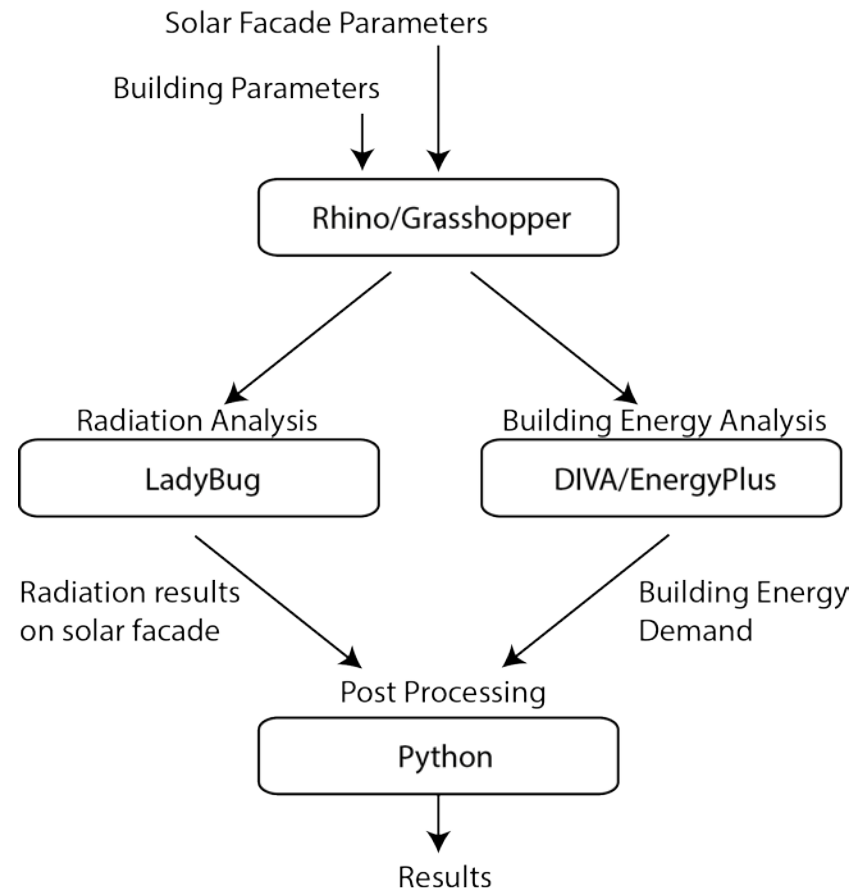 Solar Facade Parameters
Building Parameters
Rhino/Grasshopper
Radiation Analysis
LadyBug
Building Energy Analysis
DIVA/EnergyPlus
Radiation results
on solar facade
Building Energy
Demand
Post Processing
Python
Results